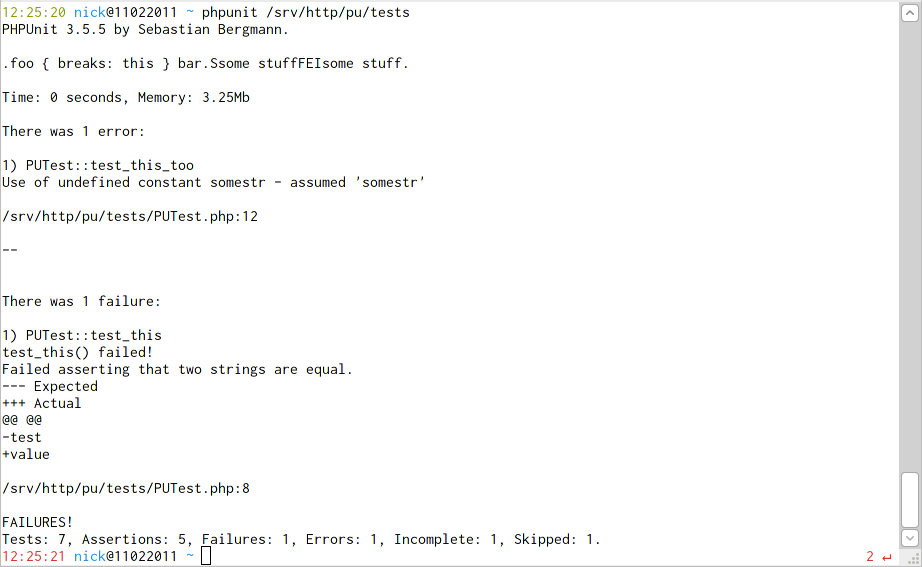 12:25:20 nick@11022011 ~ phpunit /srv/http/pu/tests
PHPUnit 3.5.5 by Sebastian Bergmann.
.foo { breaks: this } bar.Ssome stuffFEIsome stuff.
Time: 0 seconds, Memory: 3.25Mb
There was 1 error:
1) PUTest::test_this_too
Use of undefined constant somestr - assumed 'somestr'
/srv/http/pu/tests/PUTest.php:12
--
There was 1 failure:
1) PUTest::test_this
test_this() failed!
Failed asserting that two strings are equal.
--- Expected
+++ Actual
@@ @@
-test
+value
/srv/http/pu/tests/PUTest.php:8
FAILURES!
Tests: 7, Assertions: 5, Failures: 1, Errors: 1, Incomplete: 1, Skipped: 1.
12:25:21 nick@11022011 ~ 2 ↵